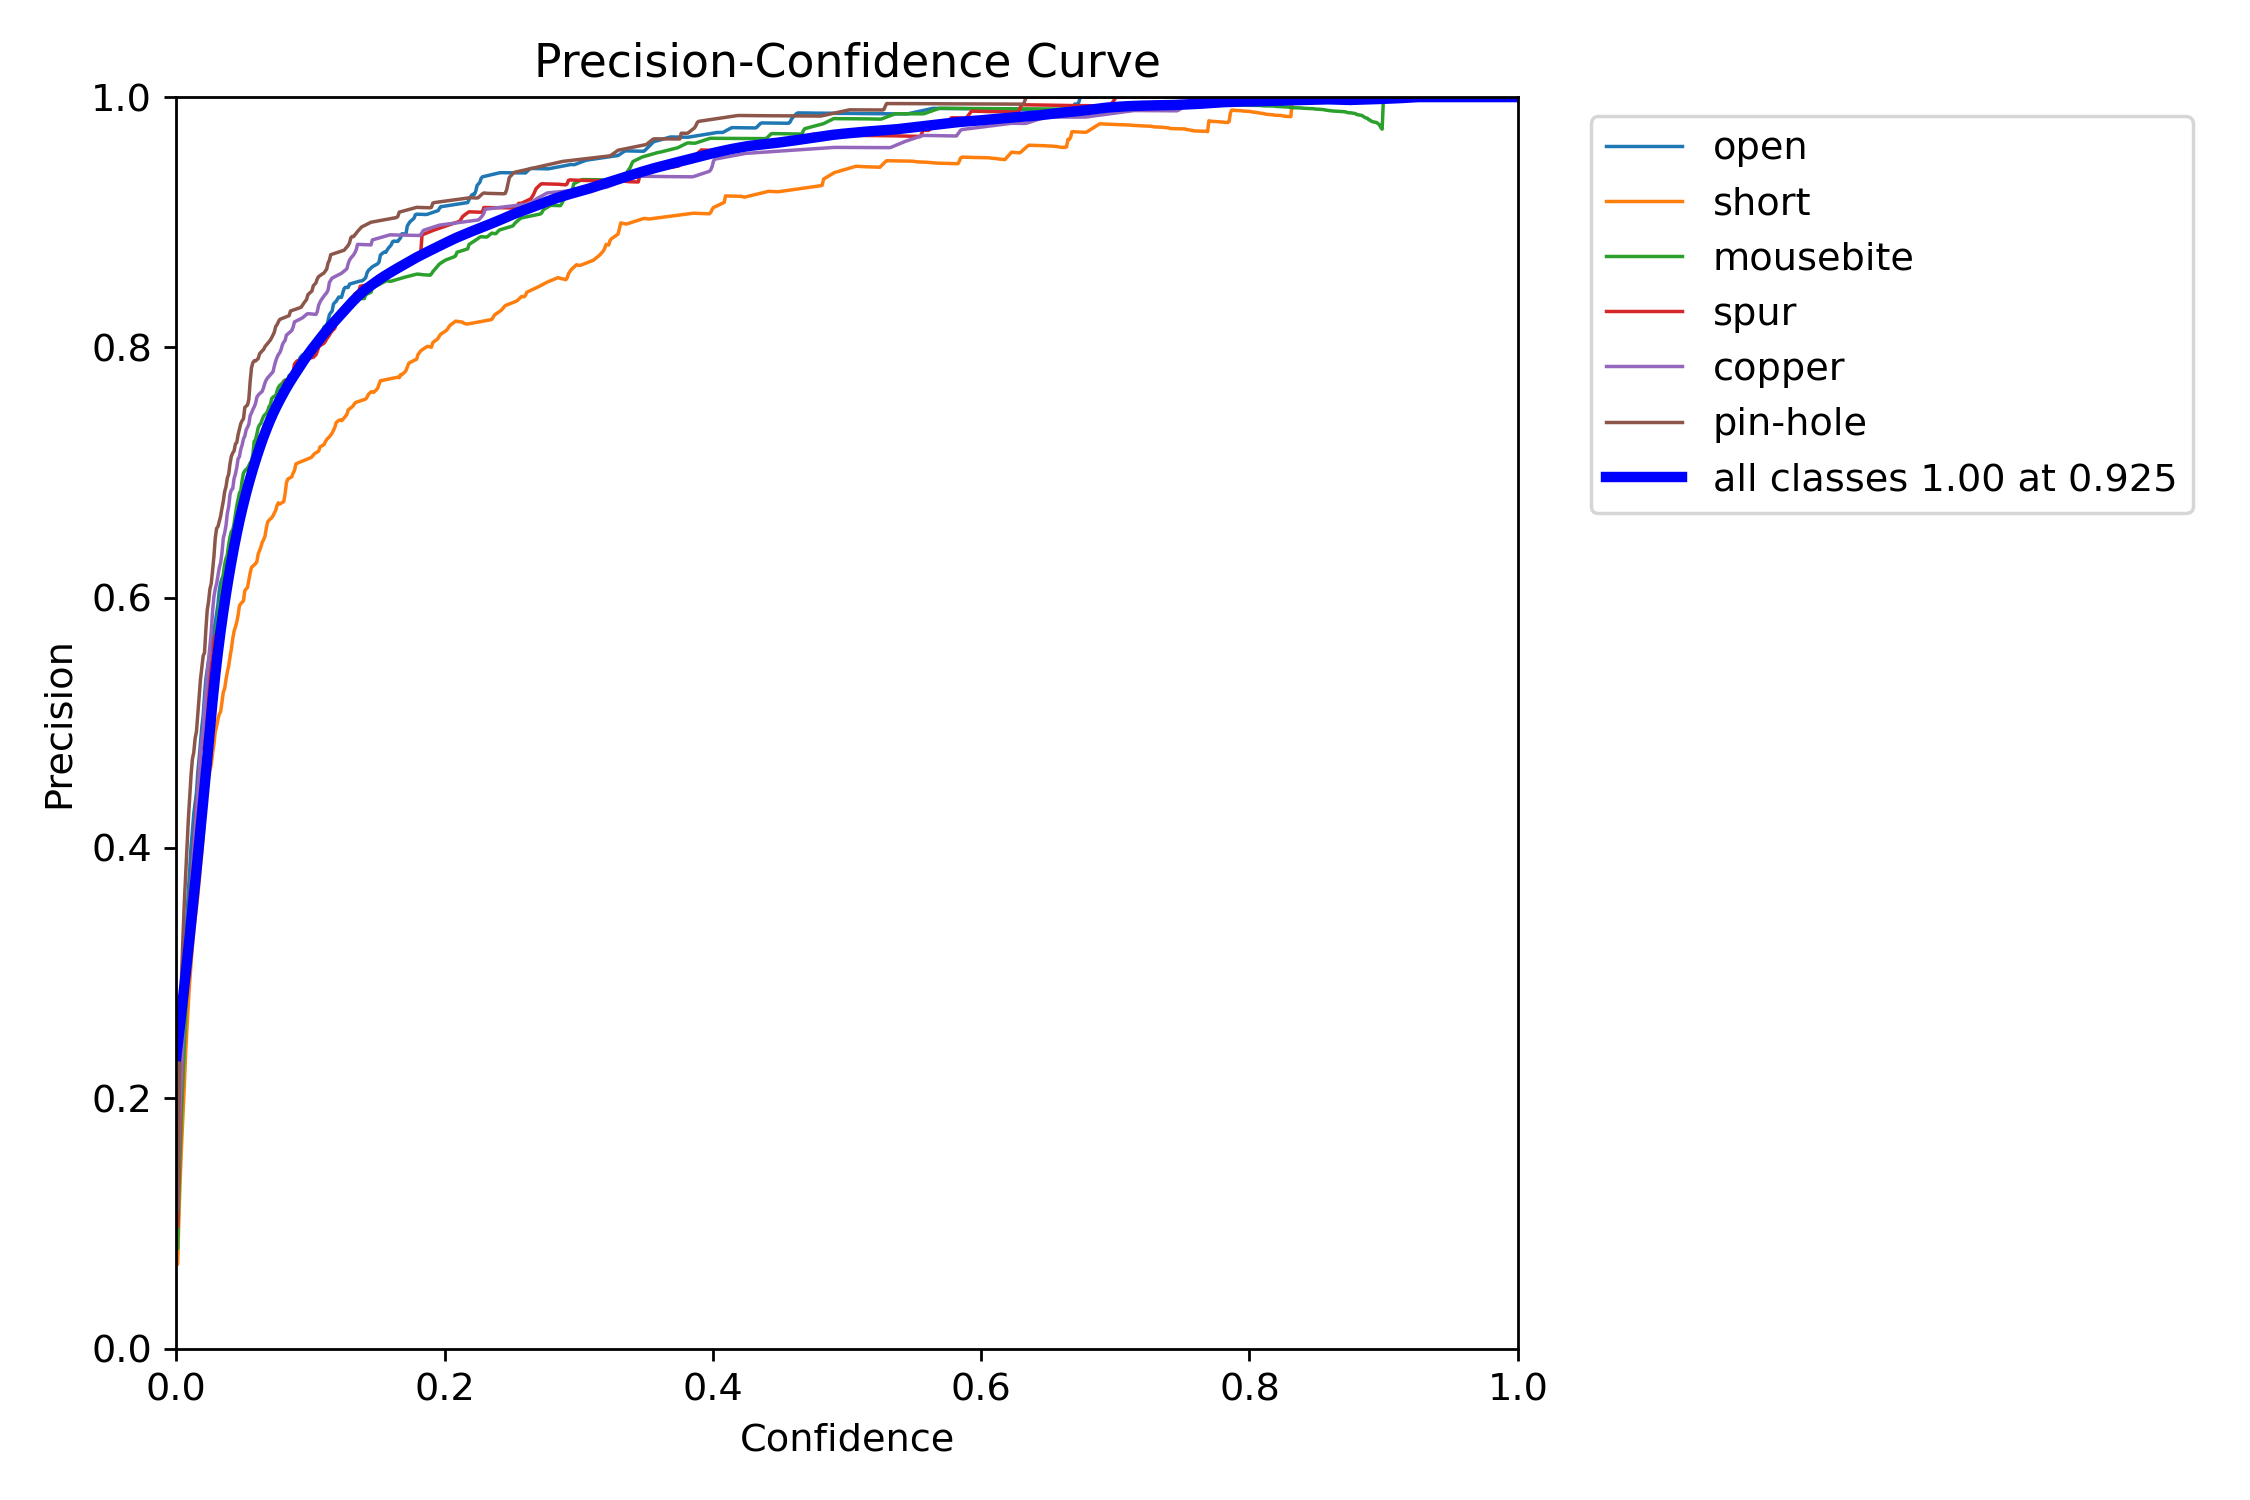 Precision-Confidence Curve
1.0
0.8
0.6
0.4
0.2
0.0
Precision
0.0 0.2 0.4 0.6 0.8 1.0
Confidence
open
short
mousebite
spur
copper
pin-hole
all classes 1.00 at 0.925